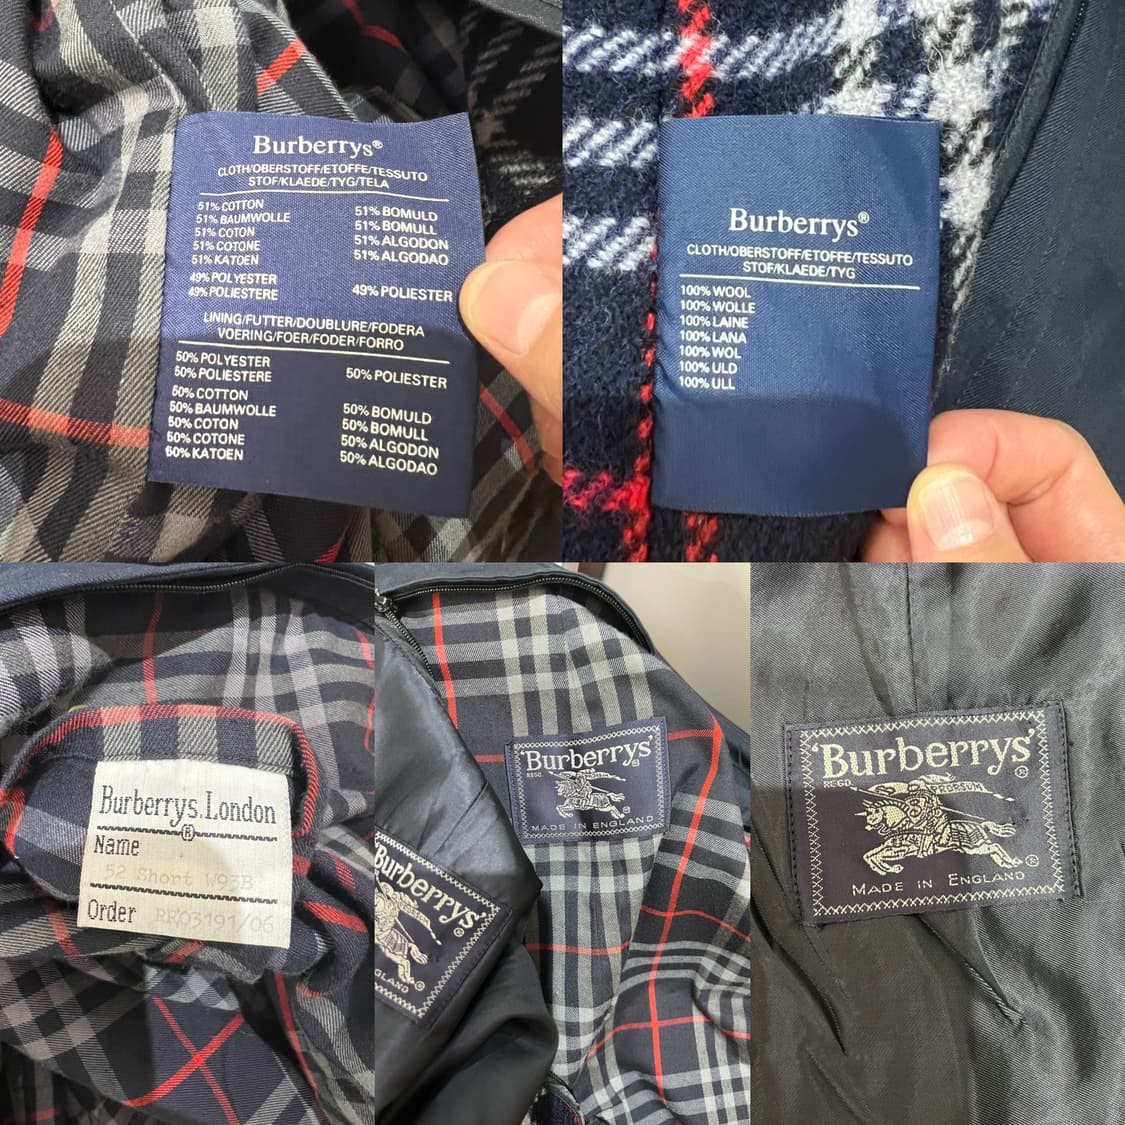 Burberrys®
CLOTH/OBERSTOFF/ETOFFE/TESSUTO
STOF/KLAEDE/TYG/TELA
51% COTTON
51% BAUMWOLLE
51% COTON
51% COTONE
51% KATOEN
51% BOMULD
51% BOMULL
51% ALGODON
51% ALGODAO
49% POLYESTER
49% POLIESTERE
49% POLIESTER
LINING/FUTTER/DOUBLURE/FODERA
VOERING/FOER/FODER/FORRO
50% POLYESTER
50% POLIESTERE
50% POLIESTER
50% COTTON
50% BAUMWOLLE
50% COTON
50% COTONE
50% KATOEN
50% BOMULD
50% BOMULL
50% ALGODON
50% ALGODAO
Burberrys®
CLOTH/OBERSTOFF/ETOFFE/TESSUTO
STOF/KLAEDE/TYG
100% WOOL
100% WOLLE
100% LAINE
100% LANA
100% WOL
100% ULD
100% ULL
Burberrys.London
®
Name
52 Short W93B
Order RE03191/06
'Burberrys'
REGD. ®
MADE IN ENGLAND
Burberrys'
®
®
GLAND
'Burberrys'
REGD. ®
PRORSUM
®
MADE IN ENGLAND